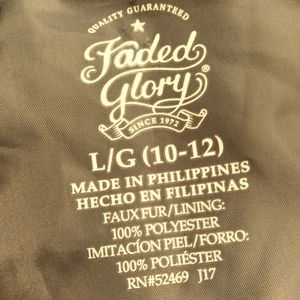 QUALITY GUARANTEED
Faded
Glory®
SINCE 1972
L/G (10-12)
MADE IN PHILIPPINES
HECHO EN FILIPINAS
FAUX FUR/LINING:
100% POLYESTER
IMITACIÓN PIEL/FORRO:
100% POLIÉSTER
RN#52469 J17